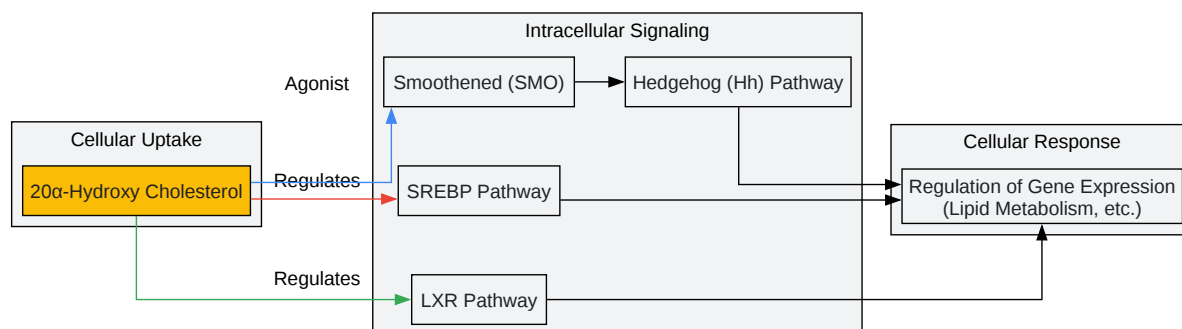 Intracellular Signaling
Agonist
Smoothened (SMO)
Hedgehog (Hh) Pathway
Cellular Uptake
20α-Hydroxy Cholesterol
Regulates
SREBP Pathway
Cellular Response
Regulation of Gene Expression
(Lipid Metabolism, etc.)
Regulates
LXR Pathway